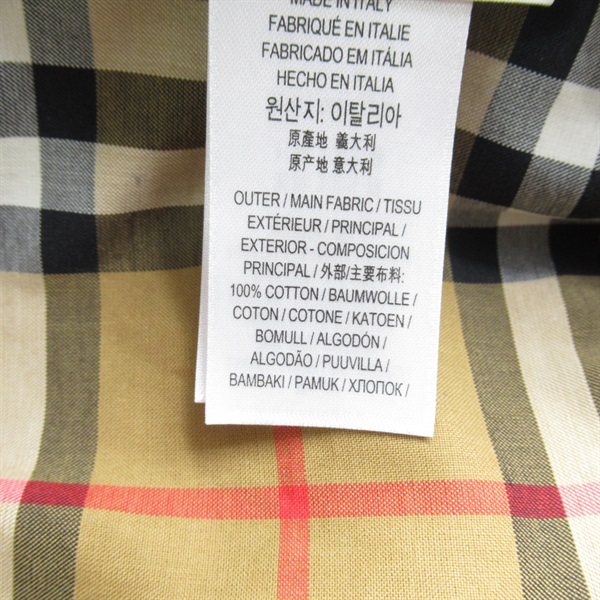 MADE IN ITALY
FABRIQUÉ EN ITALIE
FABRICADO EM ITÁLIA
HECHO EN ITALIA
원산지: 이탈리아
原產地 義大利
原产地 意大利
OUTER / MAIN FABRIC / TISSU
EXTÉRIEUR / PRINCIPAL /
EXTERIOR - COMPOSICION
PRINCIPAL / 外部/主要布料:
100% COTTON / BAUMWOLLE /
COTON / COTONE / KATOEN /
BOMULL / ALGODÓN /
ALGODÃO / PUUVILLA /
BAMBAKI / PAMUK / ХЛОПОК /